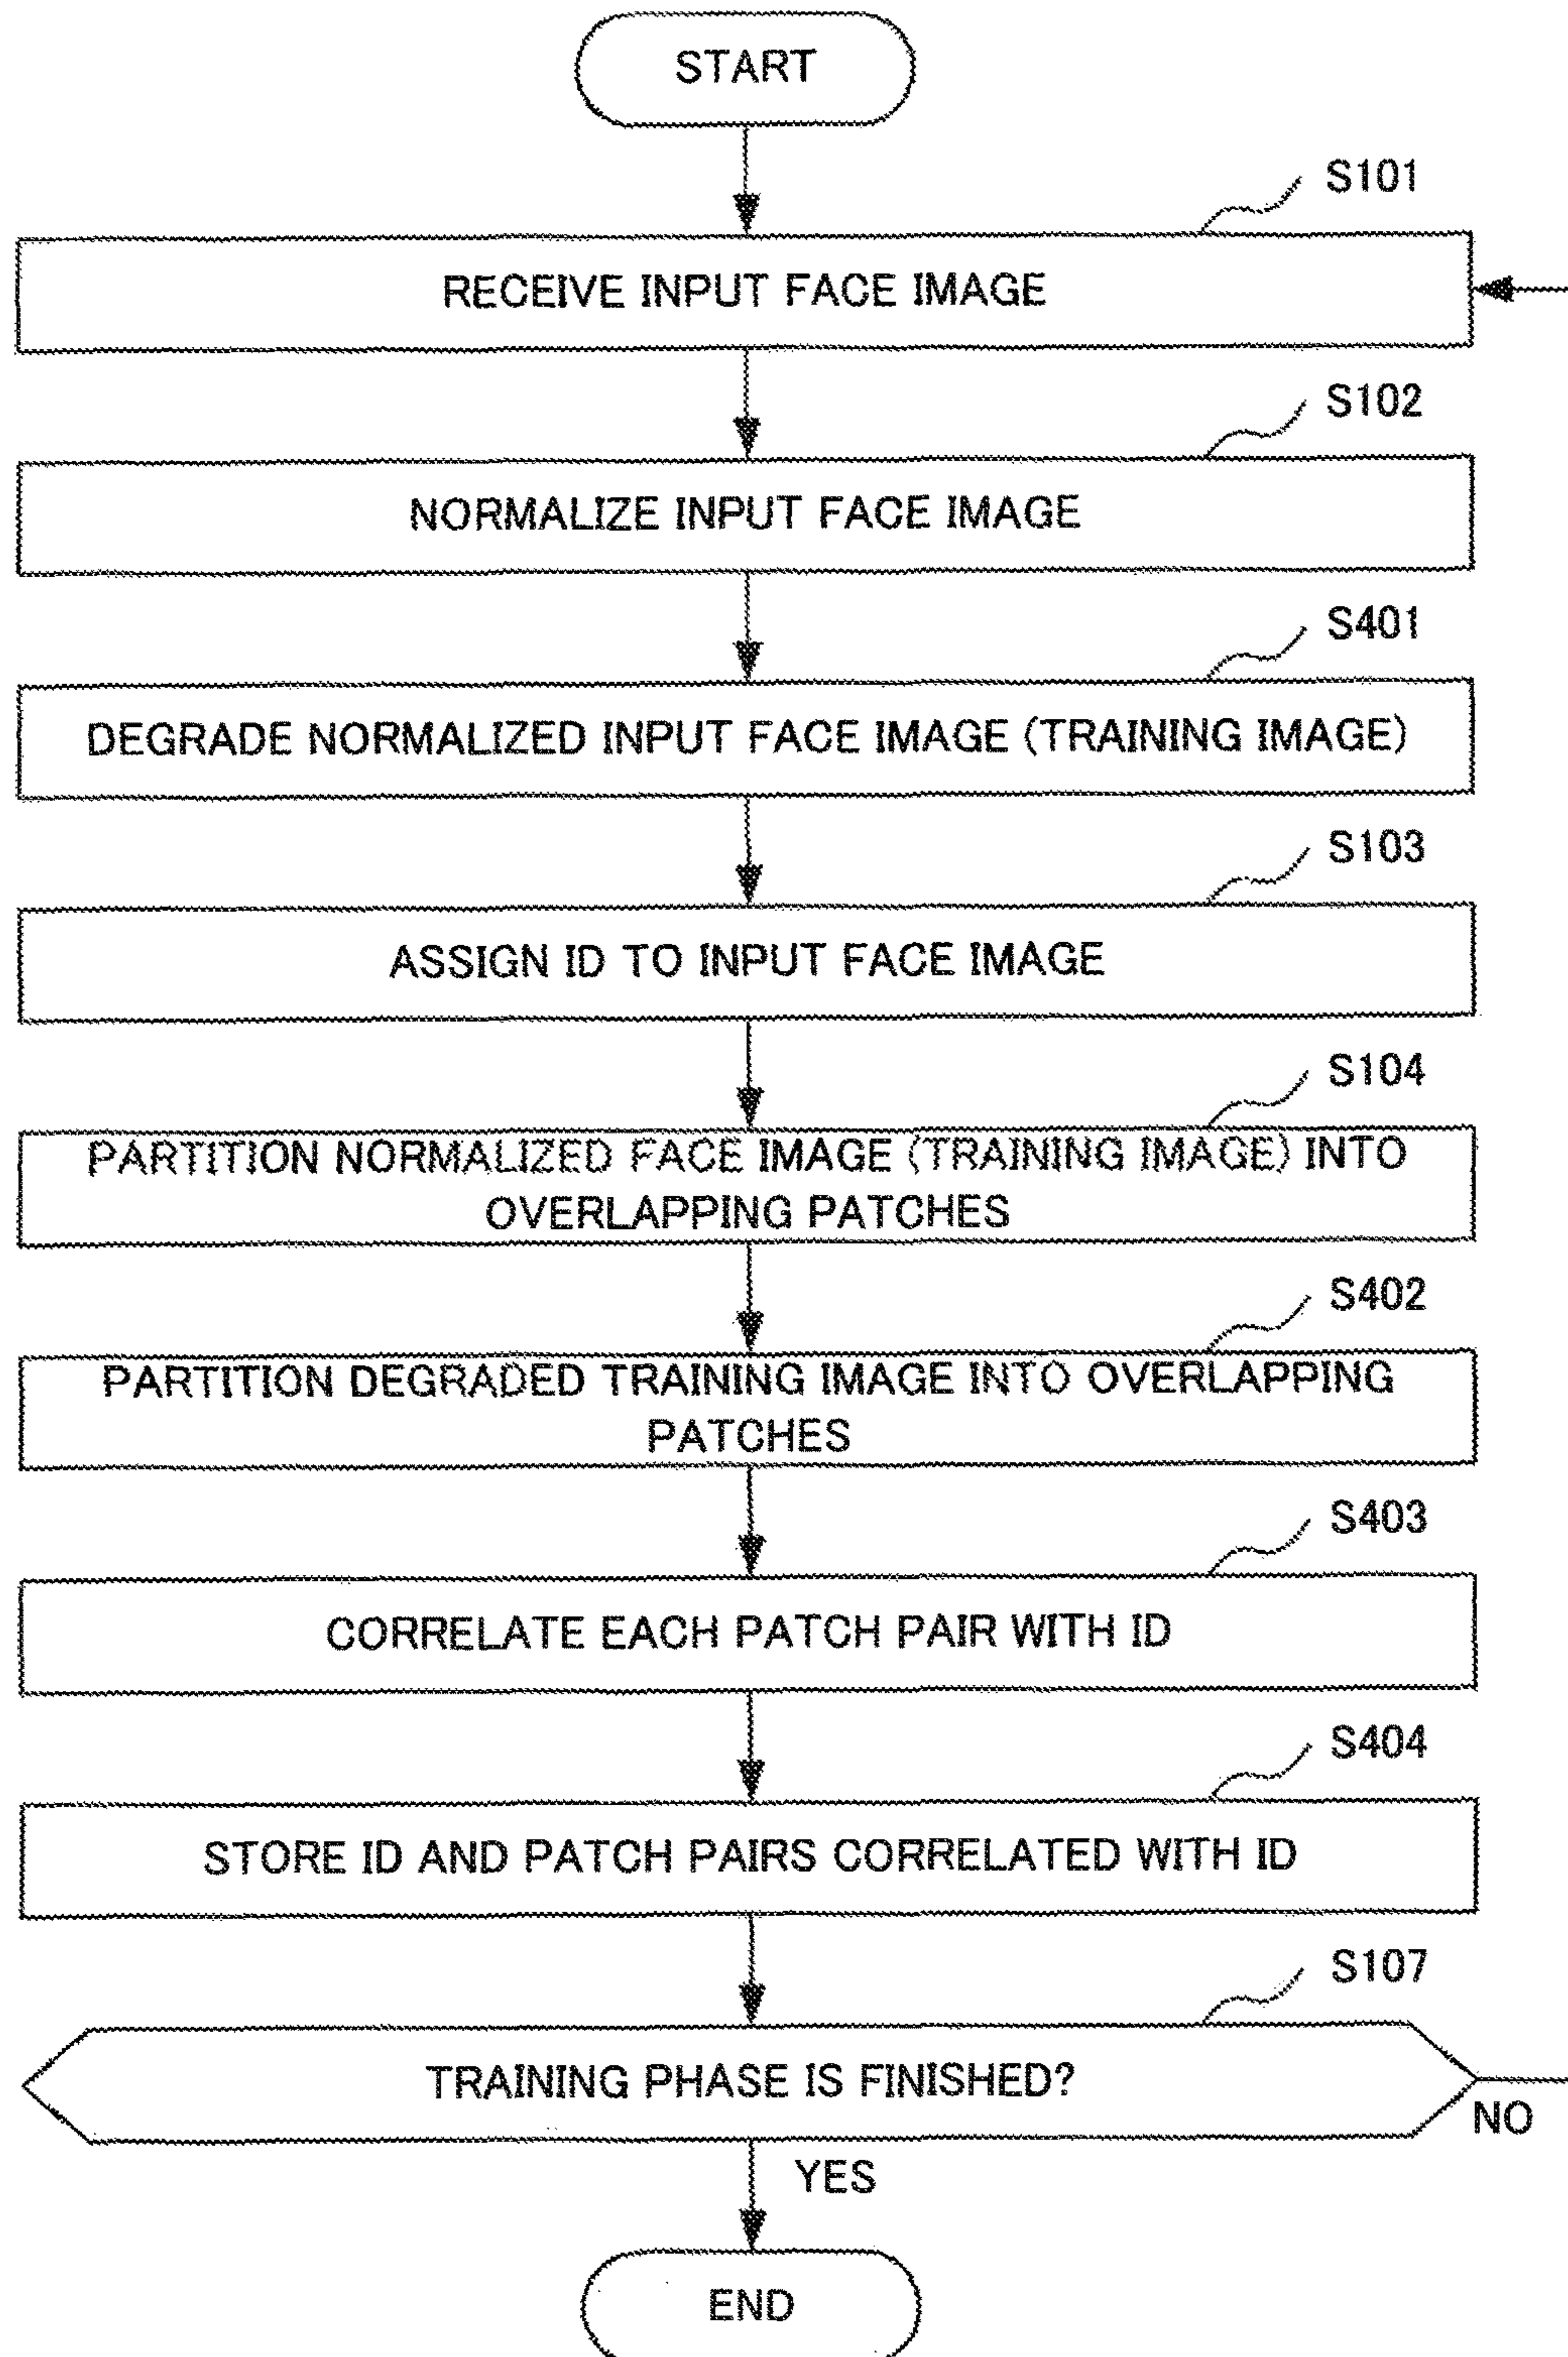 START
S101
RECEIVE INPUT FACE IMAGE
S102
NORMALIZE INPUT FACE IMAGE
S401
DEGRADE NORMALIZED INPUT FACE IMAGE (TRAINING IMAGE)
S103
ASSIGN ID TO INPUT FACE IMAGE
S104
PARTITION NORMALIZED FACE IMAGE (TRAINING IMAGE) INTO
OVERLAPPING PATCHES
S402
PARTITION DEGRADED TRAINING IMAGE INTO OVERLAPPING
PATCHES
S403
CORRELATE EACH PATCH PAIR WITH ID
S404
STORE ID AND PATCH PAIRS CORRELATED WITH ID
S107
TRAINING PHASE IS FINISHED?
NO
YES
END